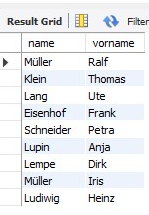 Result Grid Filter
name vorname
Müller Ralf
Klein Thomas
Lang Ute
Eisenhof Frank
Schneider Petra
Lupin Anja
Lempe Dirk
Müller Iris
Ludwig Heinz